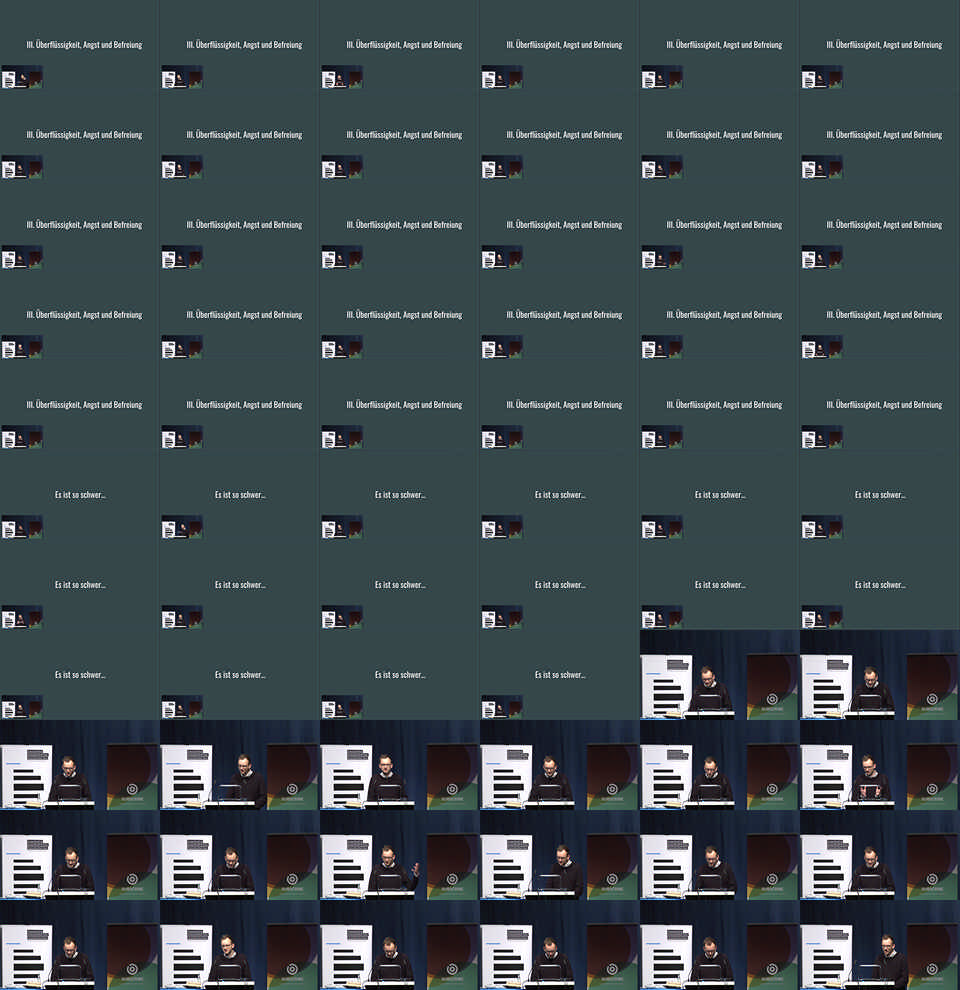 III. Überflüssigkeit, Angst und Befreiung III. Überflüssigkeit, Angst und Befreiung III. Überflüssigkeit, Angst und Befreiung III. Überflüssigkeit, Angst und Befreiung III. Überflüssigkeit, Angst und Befreiung III. Überflüssigkeit, Angst und Befreiung
III. Überflüssigkeit, Angst und Befreiung III. Überflüssigkeit, Angst und Befreiung III. Überflüssigkeit, Angst und Befreiung III. Überflüssigkeit, Angst und Befreiung III. Überflüssigkeit, Angst und Befreiung III. Überflüssigkeit, Angst und Befreiung
III. Überflüssigkeit, Angst und Befreiung III. Überflüssigkeit, Angst und Befreiung III. Überflüssigkeit, Angst und Befreiung III. Überflüssigkeit, Angst und Befreiung III. Überflüssigkeit, Angst und Befreiung III. Überflüssigkeit, Angst und Befreiung
III. Überflüssigkeit, Angst und Befreiung III. Überflüssigkeit, Angst und Befreiung III. Überflüssigkeit, Angst und Befreiung III. Überflüssigkeit, Angst und Befreiung III. Überflüssigkeit, Angst und Befreiung III. Überflüssigkeit, Angst und Befreiung
III. Überflüssigkeit, Angst und Befreiung III. Überflüssigkeit, Angst und Befreiung III. Überflüssigkeit, Angst und Befreiung III. Überflüssigkeit, Angst und Befreiung III. Überflüssigkeit, Angst und Befreiung III. Überflüssigkeit, Angst und Befreiung
Es ist so schwer... Es ist so schwer... Es ist so schwer... Es ist so schwer... Es ist so schwer... Es ist so schwer...
Es ist so schwer... Es ist so schwer... Es ist so schwer... Es ist so schwer... Es ist so schwer... Es ist so schwer...
Es ist so schwer... Es ist so schwer... Es ist so schwer... Es ist so schwer...